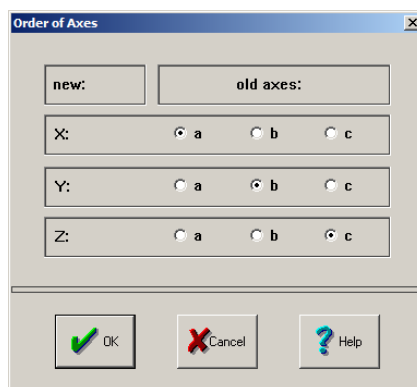 Order of Axes
new: old axes:
X: a b c
Y: a b c
Z: a b c
OK Cancel Help